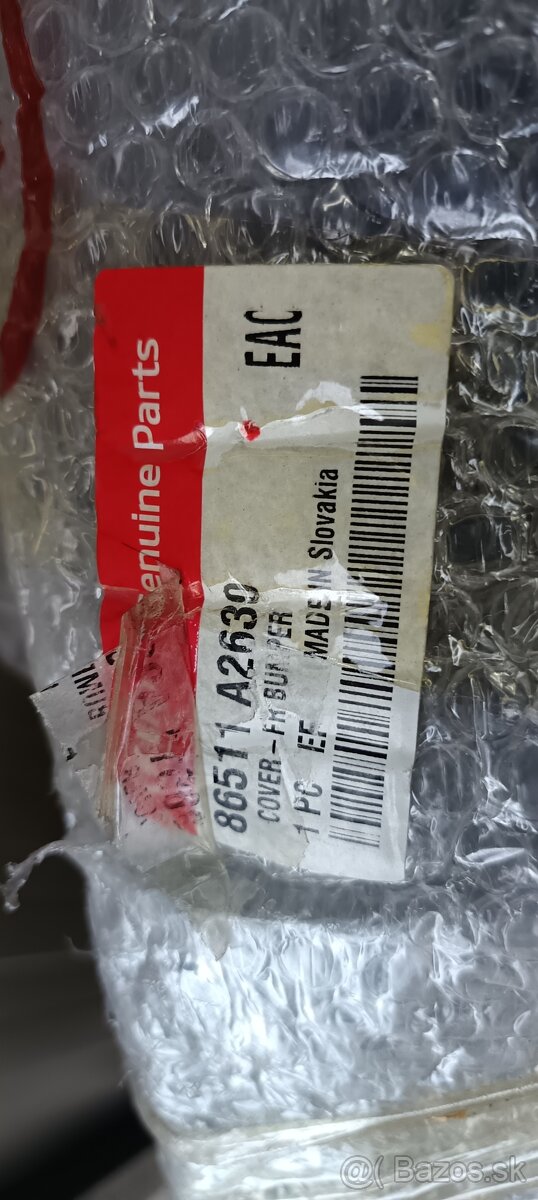 enuine Parts
EAC
86511 A2630
COVER-FR BUMPER
1 PC
MADE IN Slovakia
@( Bazos.sk